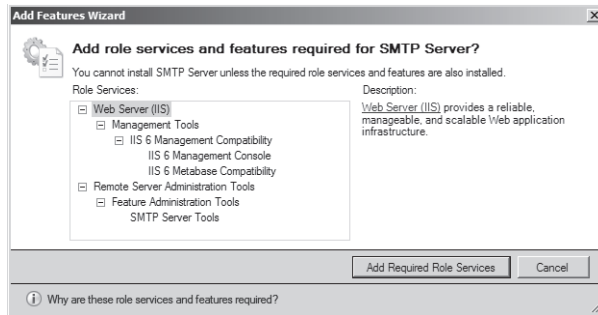 Add Features Wizard
Add role services and features required for SMTP Server?
You cannot install SMTP Server unless the required role services and features are also installed.
Role Services:
Web Server (IIS)
Management Tools
IIS 6 Management Compatibility
IIS 6 Management Console
IIS 6 Metabase Compatibility
Remote Server Administration Tools
Feature Administration Tools
SMTP Server Tools
Description:
Web Server (IIS) provides a reliable,
manageable, and scalable Web application
infrastructure.
Add Required Role Services
Cancel
Why are these role services and features required?